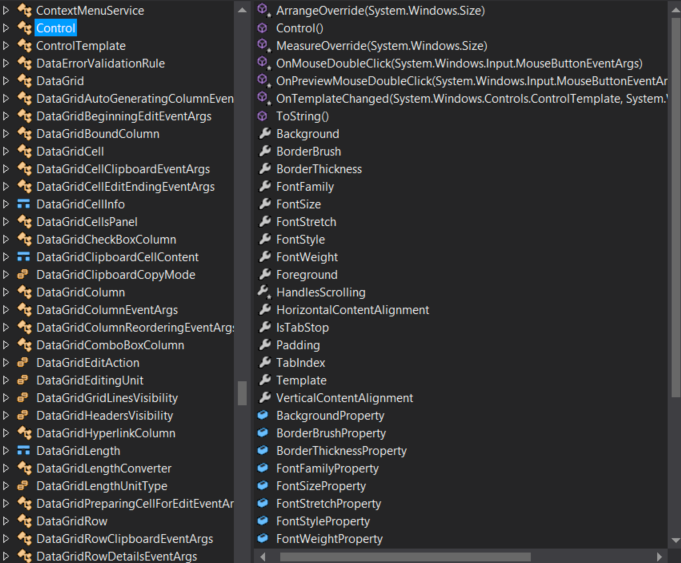 ContextMenuService
Control
ControlTemplate
DataErrorValidationRule
DataGrid
DataGridAutoGeneratingColumnEven
DataGridBeginningEditEventArgs
DataGridBoundColumn
DataGridCell
DataGridCellClipboardEventArgs
DataGridCellEditEndingEventArgs
DataGridCellInfo
DataGridCellsPanel
DataGridCheckBoxColumn
DataGridClipboardCellContent
DataGridClipboardCopyMode
DataGridColumn
DataGridColumnEventArgs
DataGridColumnReorderingEventArgs
DataGridComboBoxColumn
DataGridEditAction
DataGridEditingUnit
DataGridGridLinesVisibility
DataGridHeadersVisibility
DataGridHyperlinkColumn
DataGridLength
DataGridLengthConverter
DataGridLengthUnitType
DataGridPreparingCellForEditEventAr
DataGridRow
DataGridRowClipboardEventArgs
DataGridRowDetailsEventArgs
ArrangeOverride(System.Windows.Size)
Control()
MeasureOverride(System.Windows.Size)
OnMouseDoubleClick(System.Windows.Input.MouseButtonEventArgs)
OnPreviewMouseDoubleClick(System.Windows.Input.MouseButtonEventAr
OnTemplateChanged(System.Windows.Controls.ControlTemplate, System.
ToString()
Background
BorderBrush
BorderThickness
FontFamily
FontSize
FontStretch
FontStyle
FontWeight
Foreground
HandlesScrolling
HorizontalContentAlignment
IsTabStop
Padding
TabIndex
Template
VerticalContentAlignment
BackgroundProperty
BorderBrushProperty
BorderThicknessProperty
FontFamilyProperty
FontSizeProperty
FontStretchProperty
FontStyleProperty
FontWeightProperty